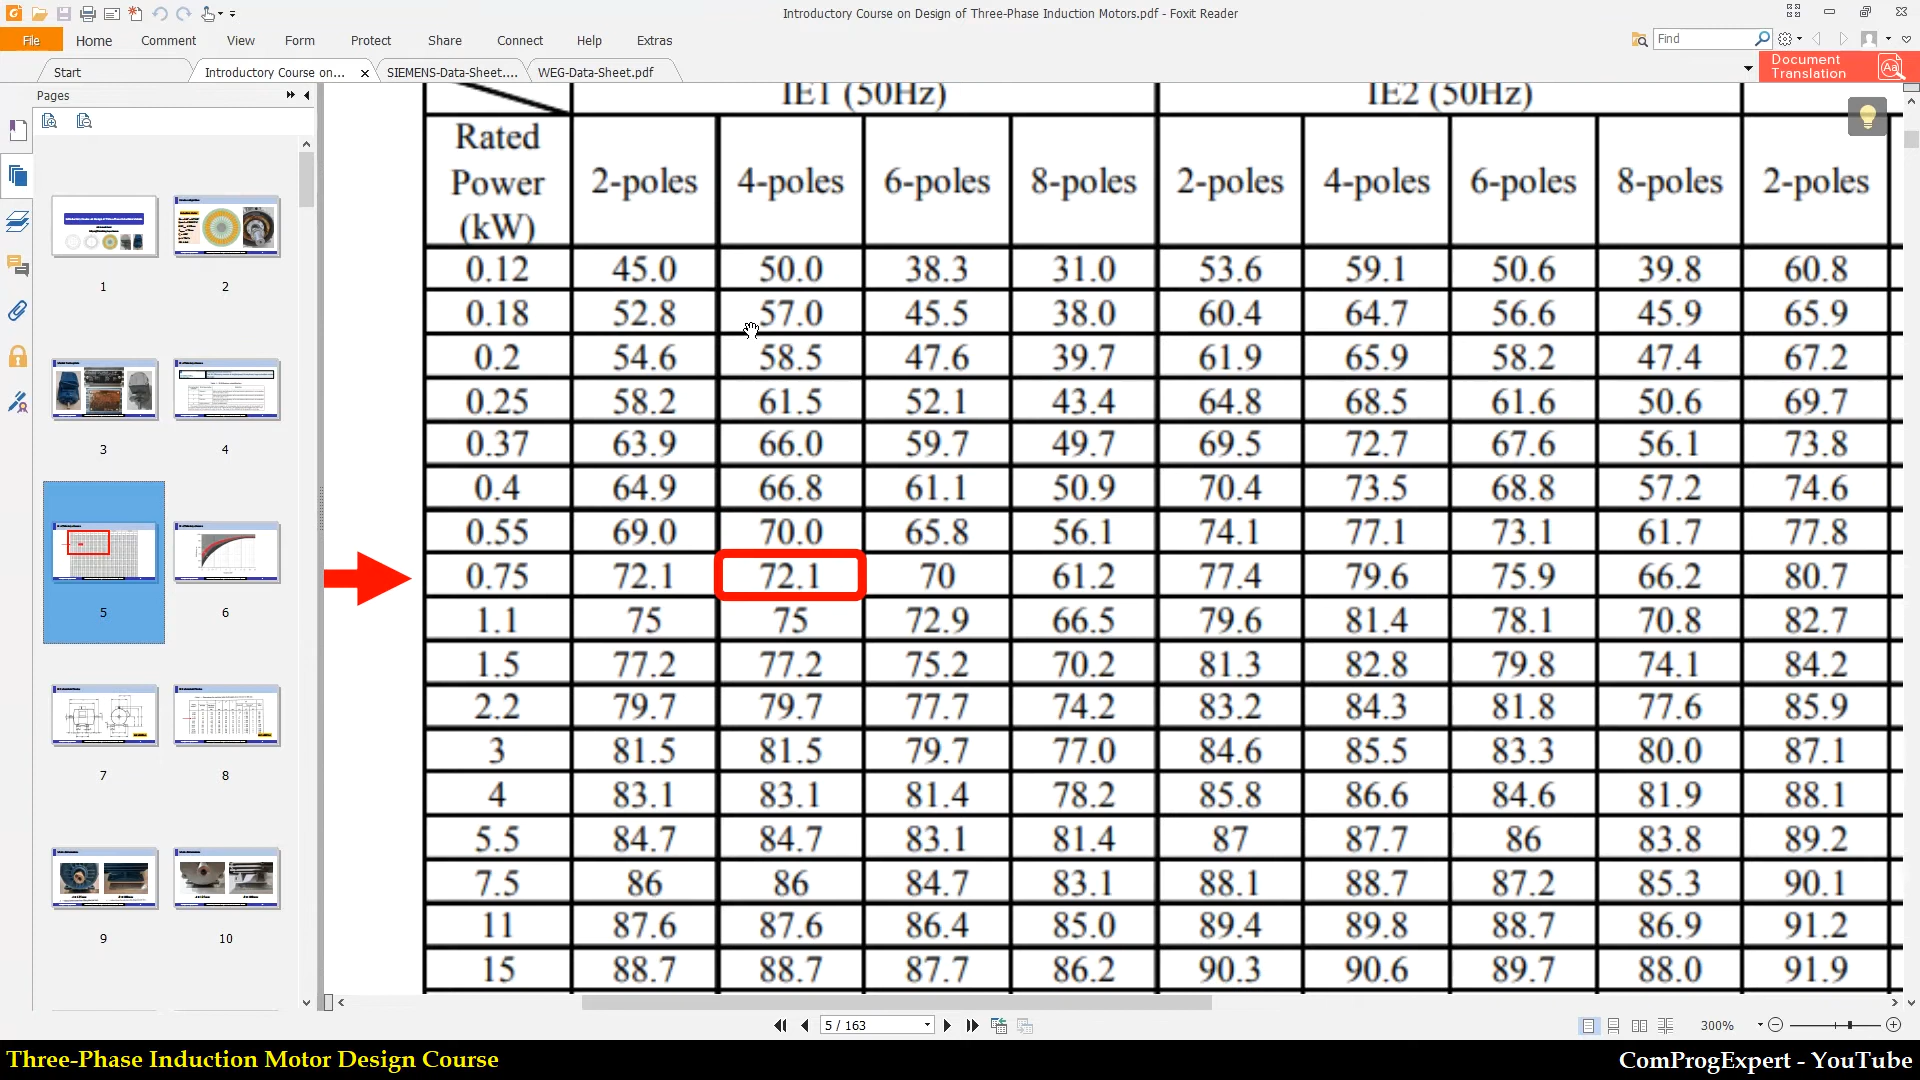 Introductory Course on Design of Three-Phase Induction Motors.pdf - Foxit Reader
File Home Comment View Form Protect Share Connect Help Extras
Find
Start Introductory Course on... SIEMENS-Data-Sheet.... WEG-Data-Sheet.pdf
Document
Translation
Pages
1 2
3 4
5 6
7 8
9 10
IE1 (50Hz) IE2 (50Hz)
Rated
Power
(kW)
2-poles 4-poles 6-poles 8-poles 2-poles 4-poles 6-poles 8-poles 2-poles
0.12 45.0 50.0 38.3 31.0 53.6 59.1 50.6 39.8 60.8
0.18 52.8 57.0 45.5 38.0 60.4 64.7 56.6 45.9 65.9
0.2 54.6 58.5 47.6 39.7 61.9 65.9 58.2 47.4 67.2
0.25 58.2 61.5 52.1 43.4 64.8 68.5 61.6 50.6 69.7
0.37 63.9 66.0 59.7 49.7 69.5 72.7 67.6 56.1 73.8
0.4 64.9 66.8 61.1 50.9 70.4 73.5 68.8 57.2 74.6
0.55 69.0 70.0 65.8 56.1 74.1 77.1 73.1 61.7 77.8
0.75 72.1 72.1 70 61.2 77.4 79.6 75.9 66.2 80.7
1.1 75 75 72.9 66.5 79.6 81.4 78.1 70.8 82.7
1.5 77.2 77.2 75.2 70.2 81.3 82.8 79.8 74.1 84.2
2.2 79.7 79.7 77.7 74.2 83.2 84.3 81.8 77.6 85.9
3 81.5 81.5 79.7 77.0 84.6 85.5 83.3 80.0 87.1
4 83.1 83.1 81.4 78.2 85.8 86.6 84.6 81.9 88.1
5.5 84.7 84.7 83.1 81.4 87 87.7 86 83.8 89.2
7.5 86 86 84.7 83.1 88.1 88.7 87.2 85.3 90.1
11 87.6 87.6 86.4 85.0 89.4 89.8 88.7 86.9 91.2
15 88.7 88.7 87.7 86.2 90.3 90.6 89.7 88.0 91.9
5 / 163
300%
Three-Phase Induction Motor Design Course
ComProgExpert - YouTube